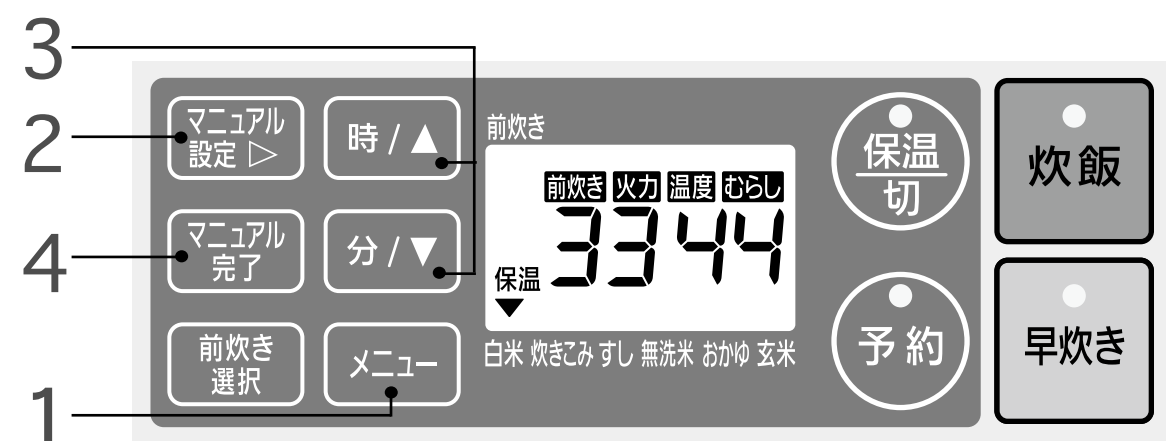 3
2
4
1
マニュアル
設定 ▷
時 / ▲
マニュアル
完了
分 / ▼
前炊き
選択
メニュー
前炊き
前炊き 火力 温度 むらし
3344
保温
▼
白米 炊きこみ すし 無洗米 おかゆ 玄米
保温
切
予約
炊飯
早炊き